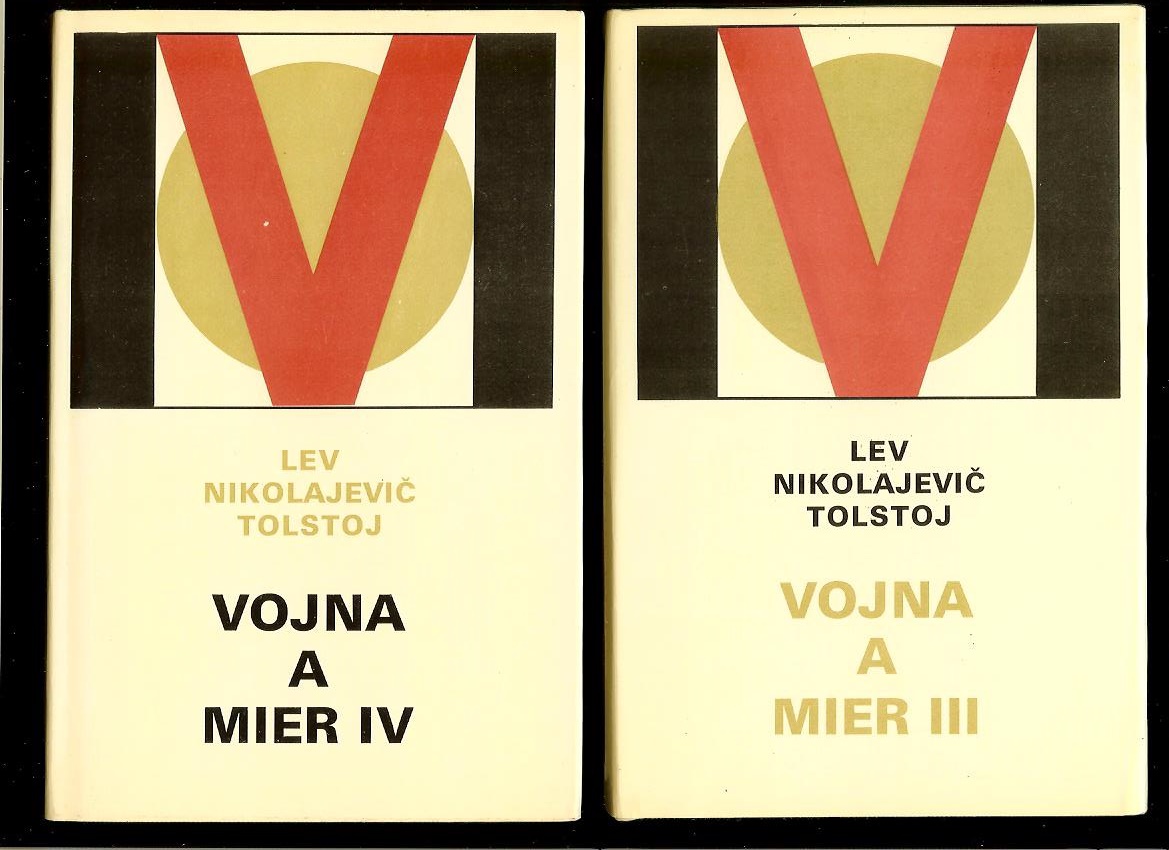 LEV
NIKOLAJEVIČ
TOLSTOJ
VOJNA
A
MIER IV
LEV
NIKOLAJEVIČ
TOLSTOJ
VOJNA
A
MIER III